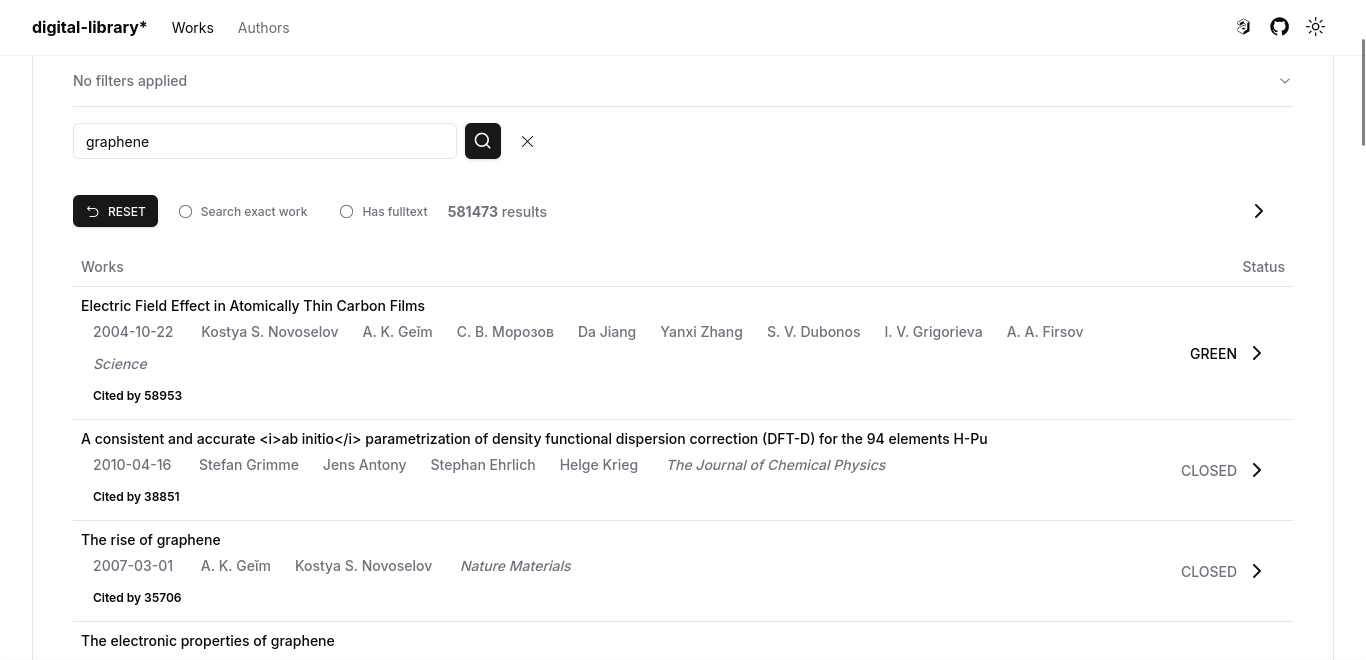 digital-library* Works Authors
No filters applied
graphene
RESET Search exact work Has fulltext 581473 results
Works Status
Electric Field Effect in Atomically Thin Carbon Films
2004-10-22 Kostya S. Novoselov A. K. Geǐm С. В. Морозов Da Jiang Yanxi Zhang S. V. Dubonos I. V. Grigorieva A. A. Firsov
Science
GREEN
Cited by 58953
A consistent and accurate <i>ab initio</i> parametrization of density functional dispersion correction (DFT-D) for the 94 elements H-Pu
2010-04-16 Stefan Grimme Jens Antony Stephan Ehrlich Helge Krieg The Journal of Chemical Physics
CLOSED
Cited by 38851
The rise of graphene
2007-03-01 A. K. Geǐm Kostya S. Novoselov Nature Materials
CLOSED
Cited by 35706
The electronic properties of graphene